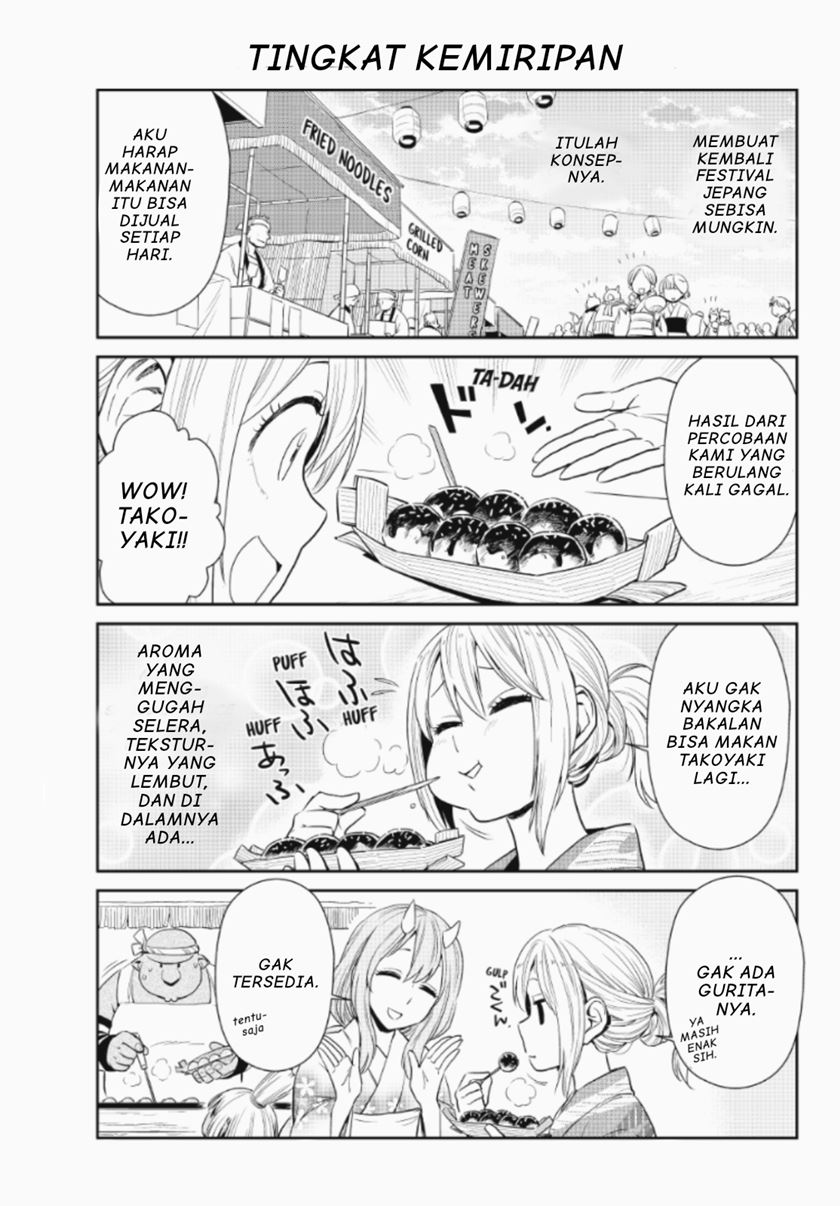 TINGKAT KEMIRIPAN
MEMBUAT
KEMBALI
FESTIVAL
JEPANG
SEBISA
MUNGKIN.
ITULAH
KONSEP-
NYA.
AKU
HARAP
MAKANAN-
MAKANAN
ITU BISA
DIJUAL
SETIAP
HARI.
FRIED NOODLES
GRILLED
CORN
MEAT
SKEWERS
HASIL DARI
PERCOBAAN
KAMI YANG
BERULANG
KALI GAGAL.
TA-DAH
ドン
WOW!
TAKO-
YAKI!!
AKU GAK
NYANGKA
BAKALAN
BISA MAKAN
TAKOYAKI
LAGI...
はふ
HUFF
PUFF
ほふ
HUFF
あっふ
AROMA
YANG
MENG-
GUGAH
SELERA,
TEKSTUR-
NYA YANG
LEMBUT,
DAN DI
DALAMNYA
ADA...
...
GAK ADA
GURITA-
NYA.
YA
MASIH
ENAK
SIH.
GULP
ごくん
GAK
TERSEDIA.
tentu-
saja